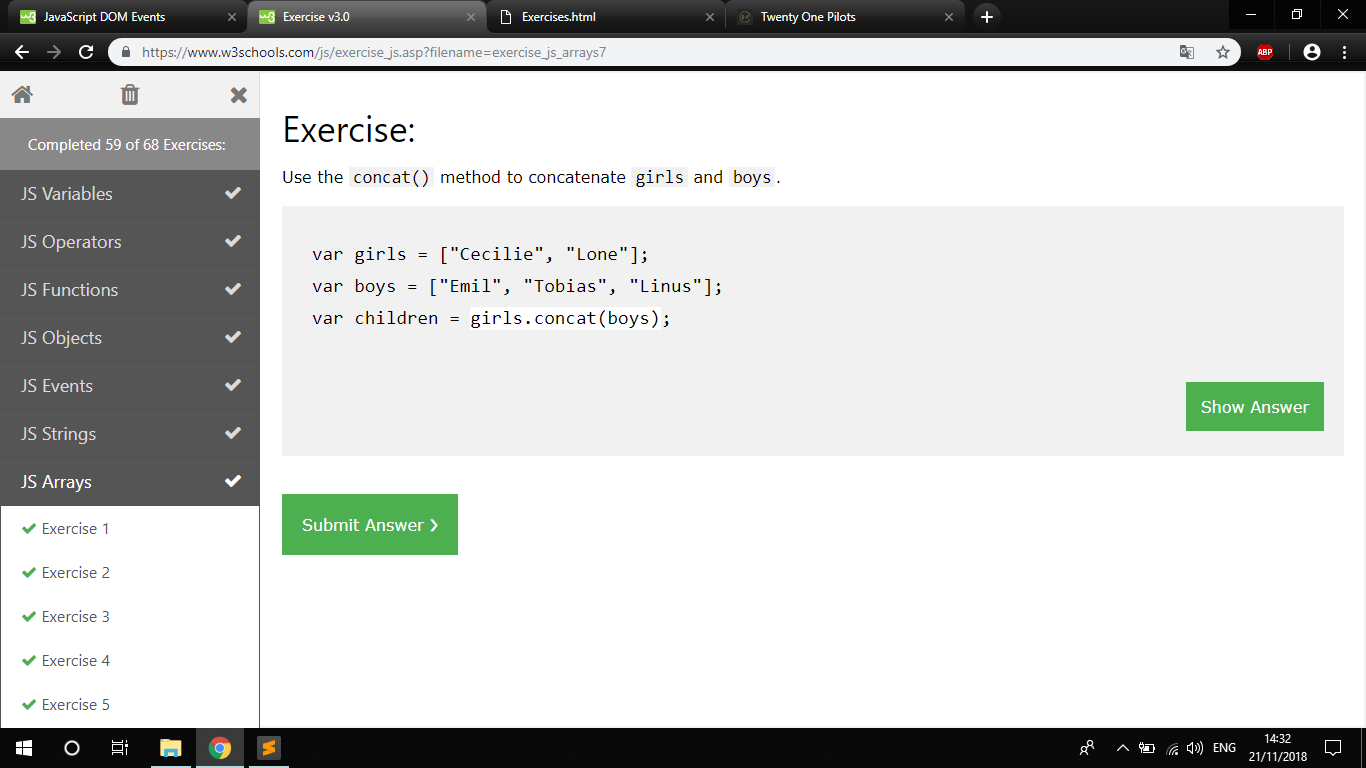 JavaScript DOM Events
Exercise v3.0
Exercises.html
Twenty One Pilots
https://www.w3schools.com/js/exercise_js.asp?filename=exercise_js_arrays7
ABP
Completed 59 of 68 Exercises:
JS Variables
JS Operators
JS Functions
JS Objects
JS Events
JS Strings
JS Arrays
Exercise 1
Exercise 2
Exercise 3
Exercise 4
Exercise 5
Exercise:
Use the concat() method to concatenate girls and boys.
var girls = ["Cecilie", "Lone"];
var boys = ["Emil", "Tobias", "Linus"];
var children = girls.concat(boys);
Show Answer
Submit Answer ❯
ENG
14:32
21/11/2018